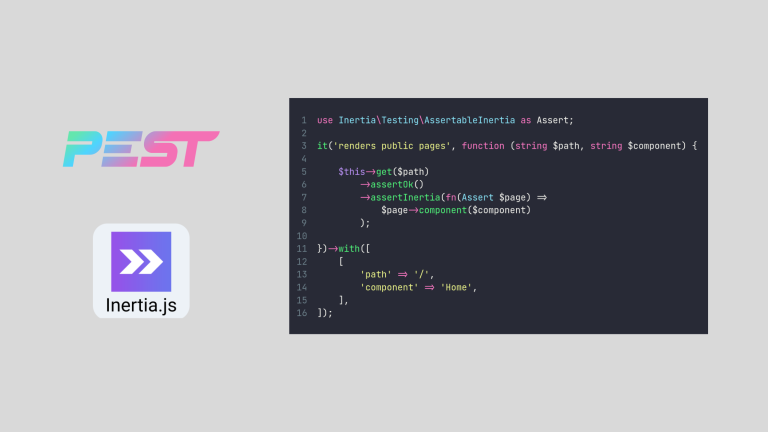 PEST
Inertia.js
1 use Inertia\Testing\AssertableInertia as Assert;
2
3 it('renders public pages', function (string $path, string $component) {
4
5     $this->get($path)
6         ->assertOk()
7         ->assertInertia(fn(Assert $page) =>
8             $page->component($component)
9         );
10
11 })->with([
12     [
13         'path' => '/',
14         'component' => 'Home',
15     ],
16 ]);